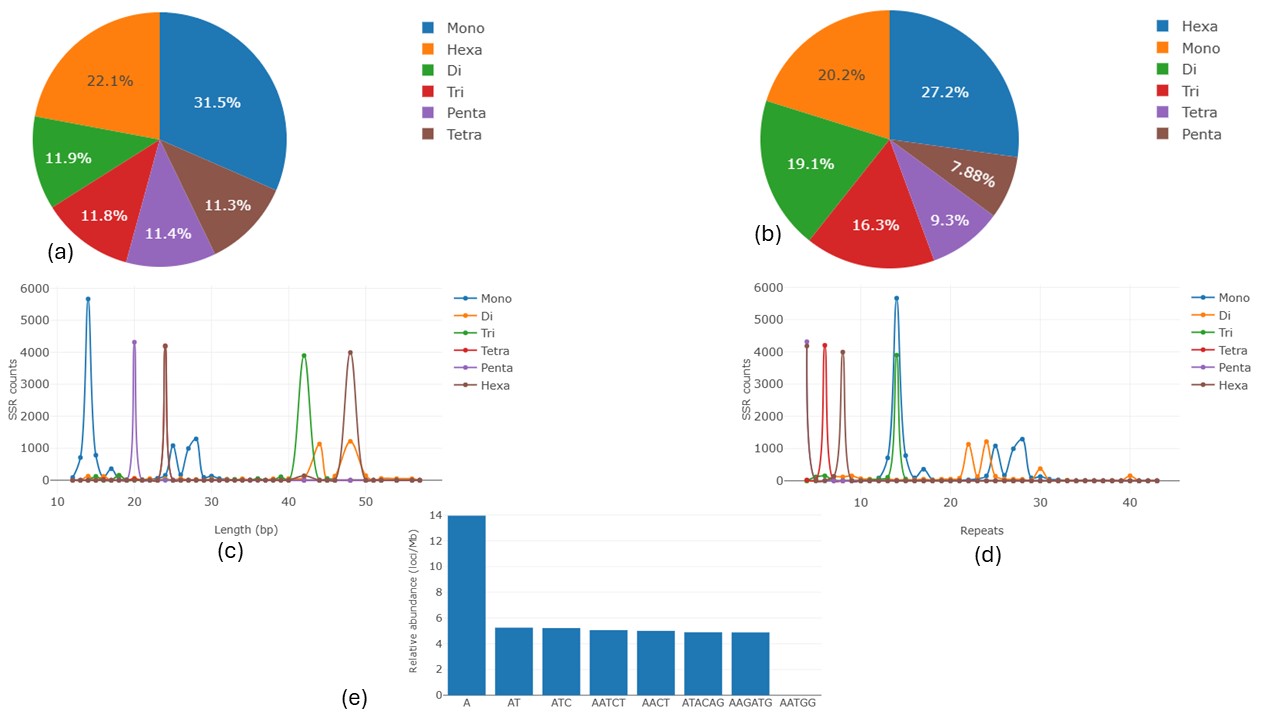 Mono
Hexa
Di
Tri
Penta
Tetra
31.5%
22.1%
11.9%
11.8%
11.4%
11.3%
(a)
Hexa
Mono
Di
Tri
Tetra
Penta
27.2%
20.2%
19.1%
16.3%
9.3%
7.88%
(b)
6000
5000
4000
3000
2000
1000
0
SSR counts
10 20 30 40 50
Length (bp)
Mono
Di
Tri
Tetra
Penta
Hexa
(c)
6000
5000
4000
3000
2000
1000
0
SSR counts
10 20 30 40
Repeats
Mono
Di
Tri
Tetra
Penta
Hexa
(d)
14
12
10
8
6
4
2
0
Relative abundance (loci/Mb)
A AT ATC AATCT AACT ATACAG AAGATG AATGG
(e)